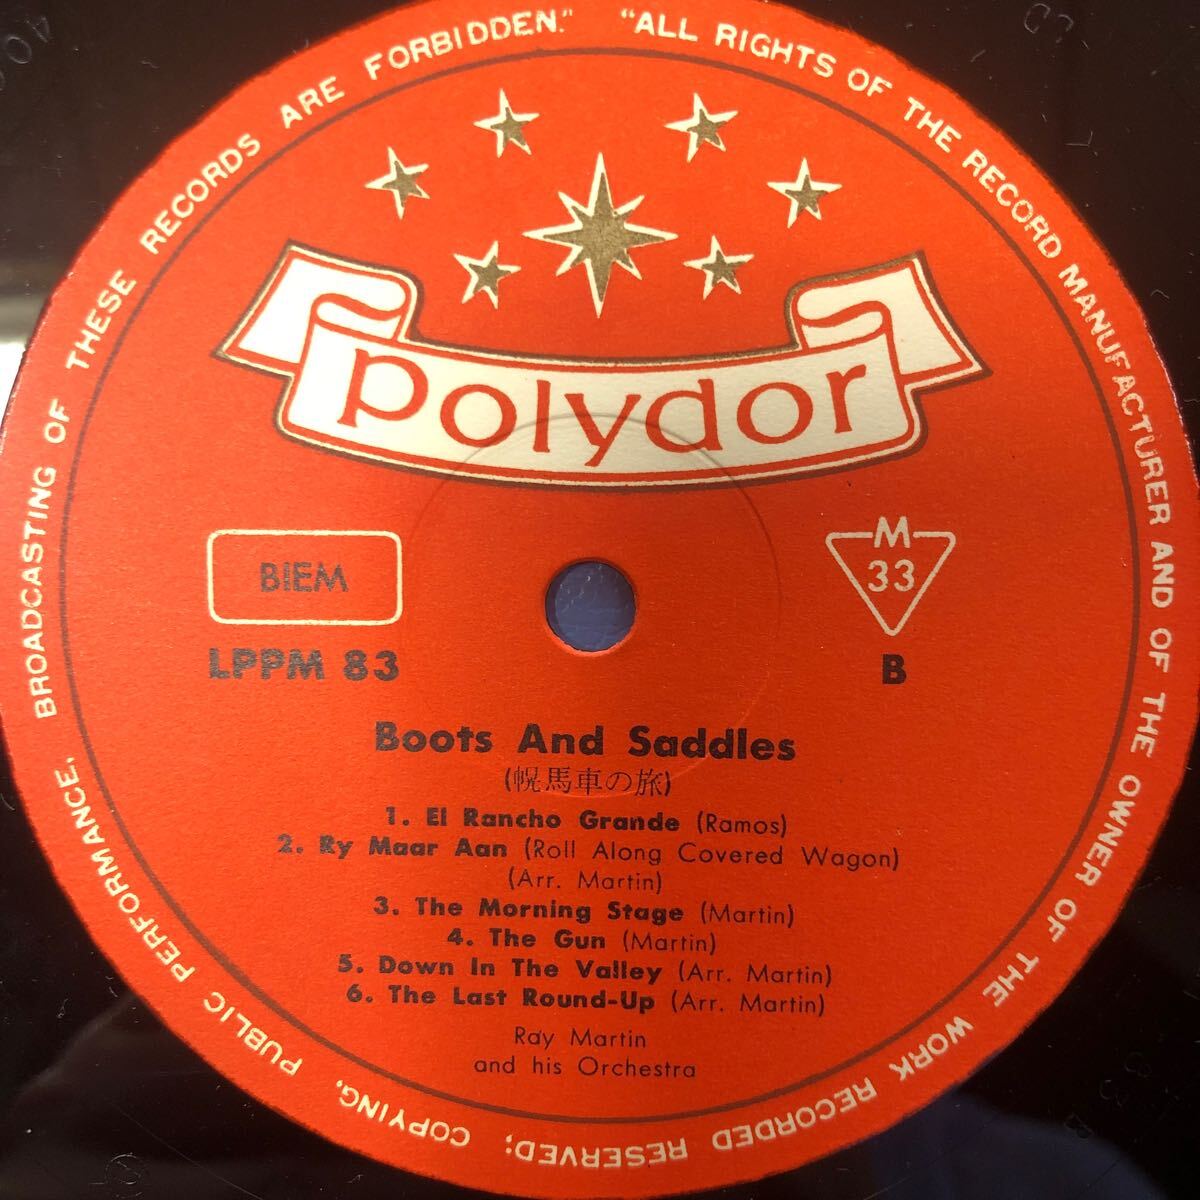 "ALL RIGHTS OF THE RECORD MANUFACTURER AND OF THE OWNER OF THE WORK RECORDED RESERVED; COPYING, PUBLIC PERFORMANCE, BROADCASTING OF THESE RECORDS ARE FORBIDDEN."
polydor
BIEM
M
33
LPPM 83
B
Boots And Saddles
(幌馬車の旅)
1. El Rancho Grande (Ramos)
2. Ry Maar Aan (Roll Along Covered Wagon)
(Arr. Martin)
3. The Morning Stage (Martin)
4. The Gun (Martin)
5. Down In The Valley (Arr. Martin)
6. The Last Round-Up (Arr. Martin)
Ray Martin
and his Orchestra